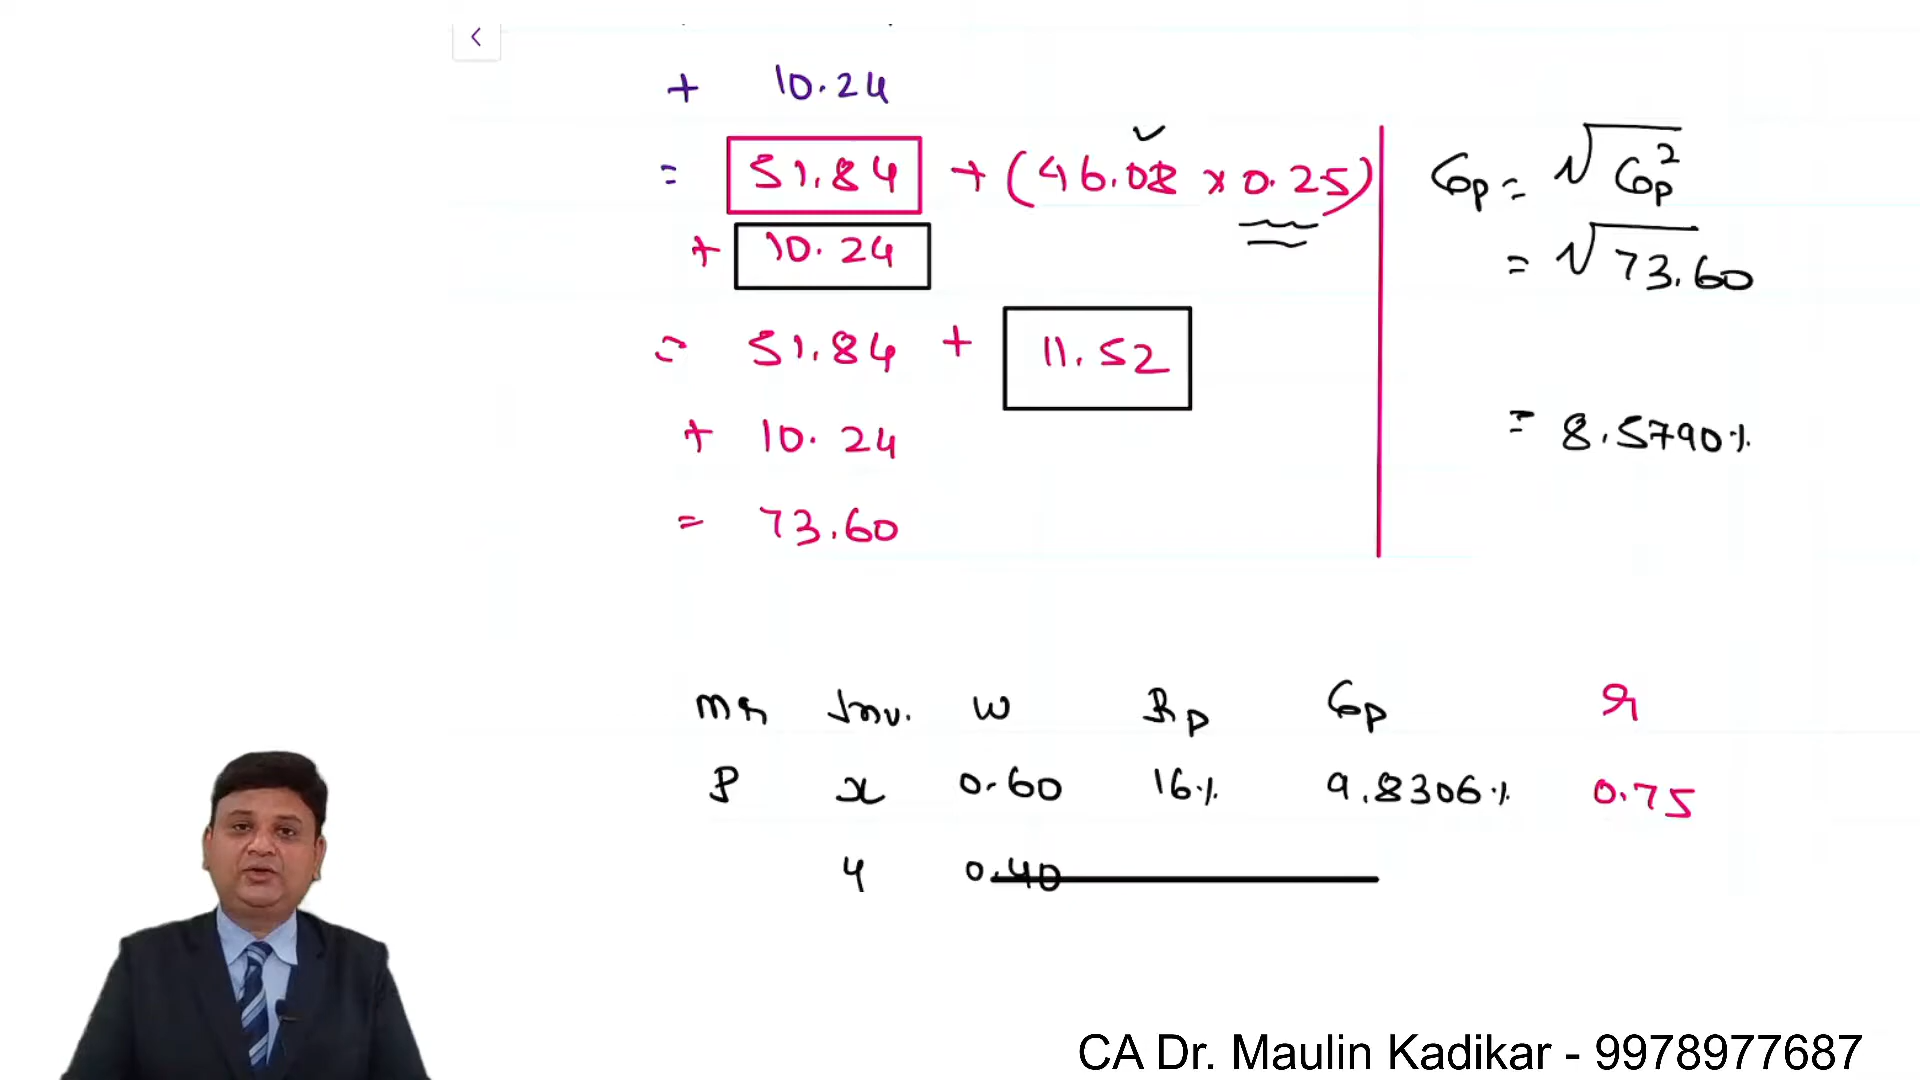 + 10.24
= 51.84 + (46.08 x 0.25)
+ 10.24
= 51.84 + 11.52
+ 10.24
= 73.60
σp = √σp²
= √73.60
= 8.5790%
Mr Inv. W Rp σp r
P x 0.60 16% 9.8306% 0.75
y 0.40
CA Dr. Maulin Kadikar - 9978977687